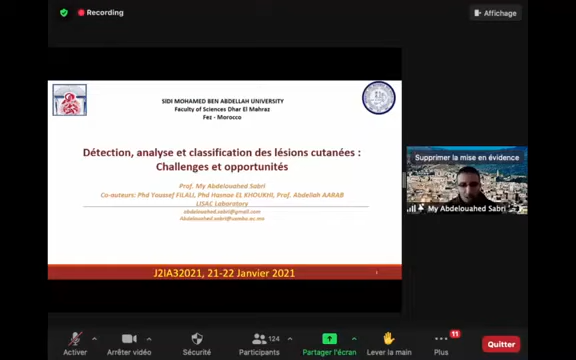 Recording
Affichage
SIDI MOHAMED BEN ABDELLAH UNIVERSITY
Faculty of Sciences Dhar El Mahraz
Fez - Morocco
Détection, analyse et classification des lésions cutanées :
Challenges et opportunités
Prof. My Abdelouahed Sabri
Co-auteurs: Phd Youssef FILALI, Phd Hasnae EL KHOUKHI, Prof. Abdellah AARAB
LISAC Laboratory
abdelouahed.sabri@gmail.com
Abdelouahed.sabri@usmba.ac.ma
J2IA32021, 21-22 Janvier 2021
1
Supprimer la mise en évidence
My Abdelouahed Sabri
124
11
Activer
Arrêter vidéo
Sécurité
Participants
Partager l'écran
Lever la main
Plus
Quitter